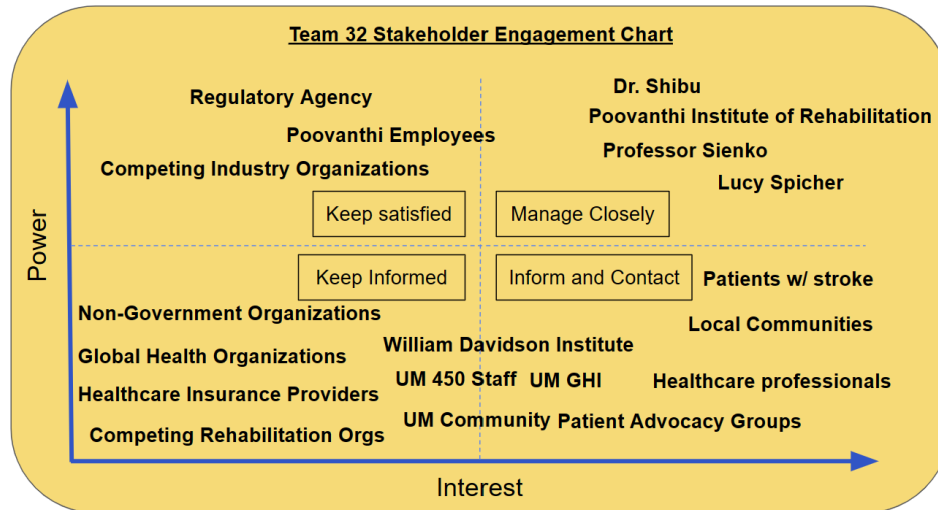 Team 32 Stakeholder Engagement Chart
Dr. Shibu
Regulatory Agency
Poovanthi Institute of Rehabilitation
Poovanthi Employees
Professor Sienko
Competing Industry Organizations
Lucy Spicher
Keep satisfied
Manage Closely
Power
Keep Informed
Inform and Contact
Patients w/ stroke
Non-Government Organizations
Local Communities
William Davidson Institute
Global Health Organizations
UM 450 Staff
UM GHI
Healthcare professionals
Healthcare Insurance Providers
UM Community
Patient Advocacy Groups
Competing Rehabilitation Orgs
Interest